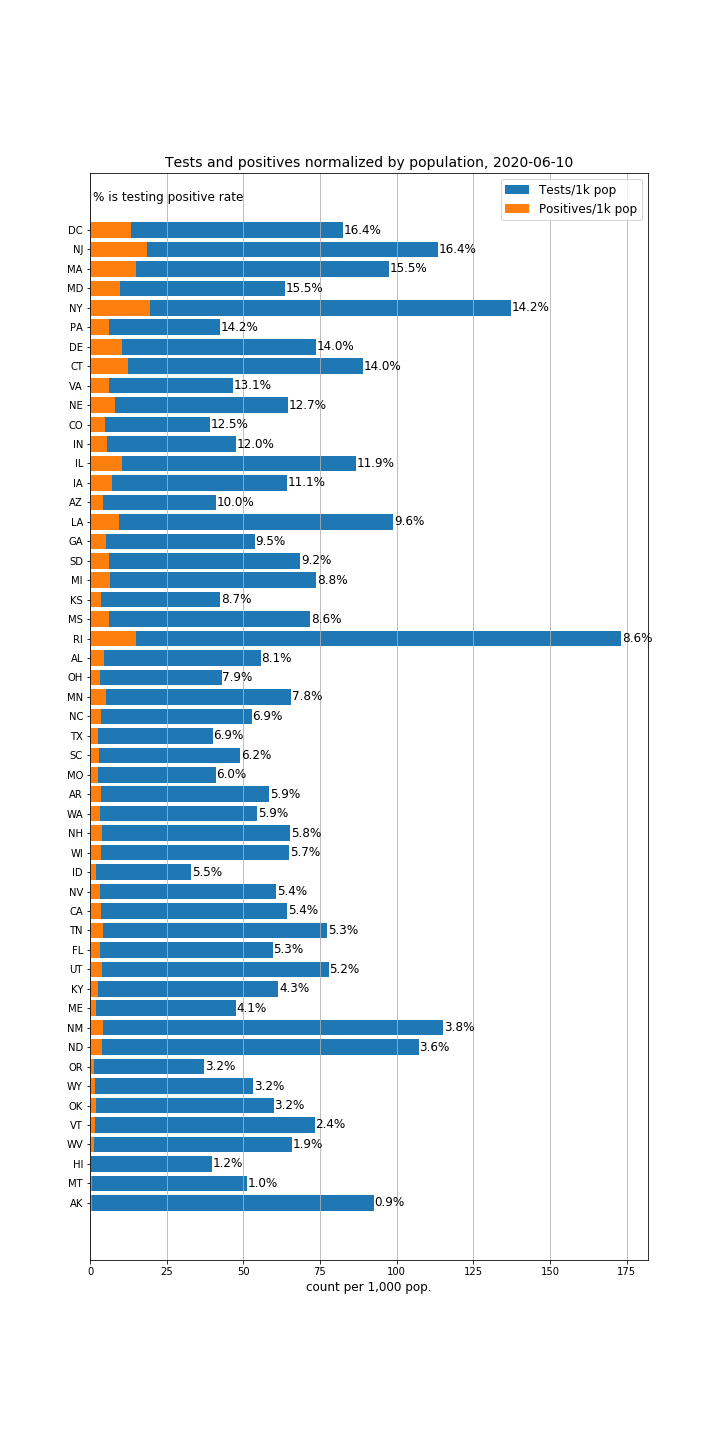 Tests and positives normalized by population, 2020-06-10
% is testing positive rate
Tests/1k pop
Positives/1k pop
DC 16.4%
NJ 16.4%
MA 15.5%
MD 15.5%
NY 14.2%
PA 14.2%
DE 14.0%
CT 14.0%
VA 13.1%
NE 12.7%
CO 12.5%
IN 12.0%
IL 11.9%
IA 11.1%
AZ 10.0%
LA 9.6%
GA 9.5%
SD 9.2%
MI 8.8%
KS 8.7%
MS 8.6%
RI 8.6%
AL 8.1%
OH 7.9%
MN 7.8%
NC 6.9%
TX 6.9%
SC 6.2%
MO 6.0%
AR 5.9%
WA 5.9%
NH 5.8%
WI 5.7%
ID 5.5%
NV 5.4%
CA 5.4%
TN 5.3%
FL 5.3%
UT 5.2%
KY 4.3%
ME 4.1%
NM 3.8%
ND 3.6%
OR 3.2%
WY 3.2%
OK 3.2%
VT 2.4%
WV 1.9%
HI 1.2%
MT 1.0%
AK 0.9%
0 25 50 75 100 125 150 175
count per 1,000 pop.